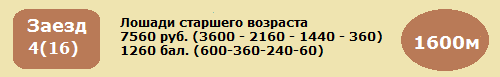 Заезд
4(16)
Лошади старшего возраста
7560 руб. (3600 - 2160 - 1440 - 360)
1260 бал. (600-360-240-60)
1600м